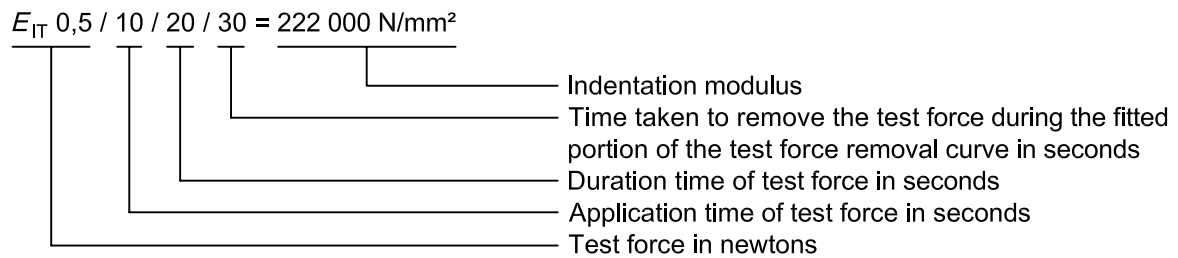 E_IT 0,5 / 10 / 20 / 30 = 222 000 N/mm²
Indentation modulus
Time taken to remove the test force during the fitted
portion of the test force removal curve in seconds
Duration time of test force in seconds
Application time of test force in seconds
Test force in newtons